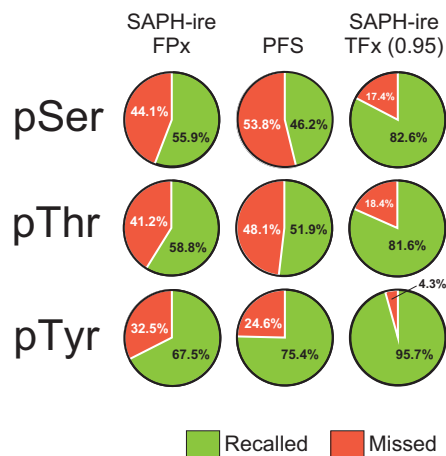 SAPH-ire
FPx
PFS
SAPH-ire
TFx (0.95)
pSer
44.1%
55.9%
53.8%
46.2%
17.4%
82.6%
pThr
41.2%
58.8%
48.1%
51.9%
18.4%
81.6%
pTyr
32.5%
67.5%
24.6%
75.4%
4.3%
95.7%
Recalled
Missed